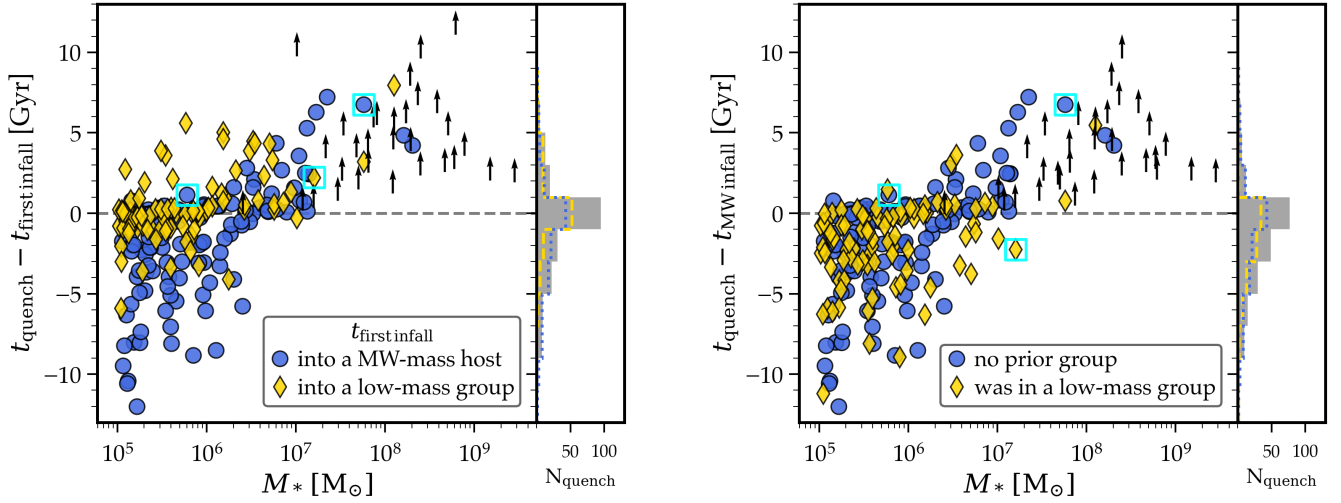 10
5
0
−5
−10
t_quench − t_first infall [Gyr]
t_first infall
into a MW-mass host
into a low-mass group
10^5 10^6 10^7 10^8 10^9
M_* [M_⊙]
50 100
N_quench
10
5
0
−5
−10
t_quench − t_MW infall [Gyr]
no prior group
was in a low-mass group
10^5 10^6 10^7 10^8 10^9
M_* [M_⊙]
50 100
N_quench